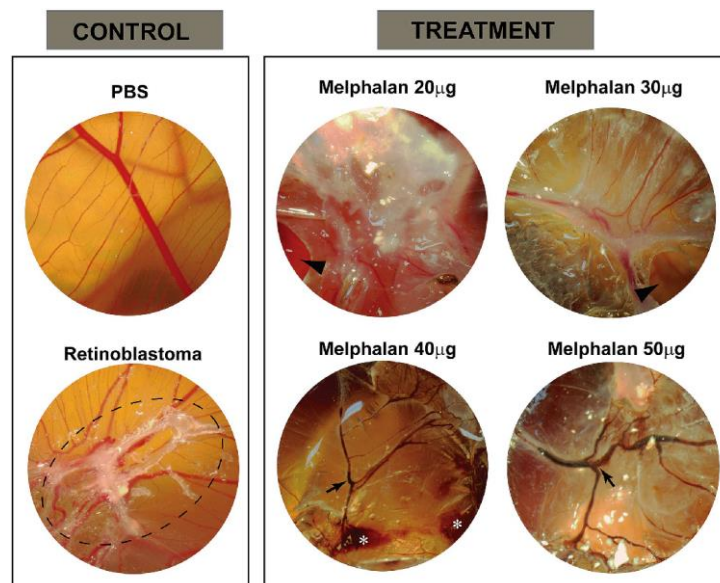 CONTROL
TREATMENT
PBS
Melphalan 20µg
Melphalan 30µg
Retinoblastoma
Melphalan 40µg
Melphalan 50µg
*
*